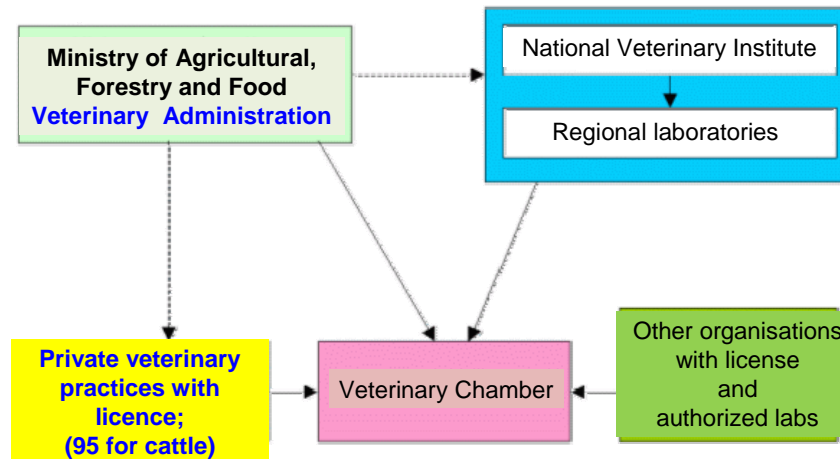 Ministry of Agricultural,
Forestry and Food
Veterinary Administration
National Veterinary Institute
Regional laboratories
Private veterinary
practices with
licence;
(95 for cattle)
Veterinary Chamber
Other organisations
with license
and
authorized labs